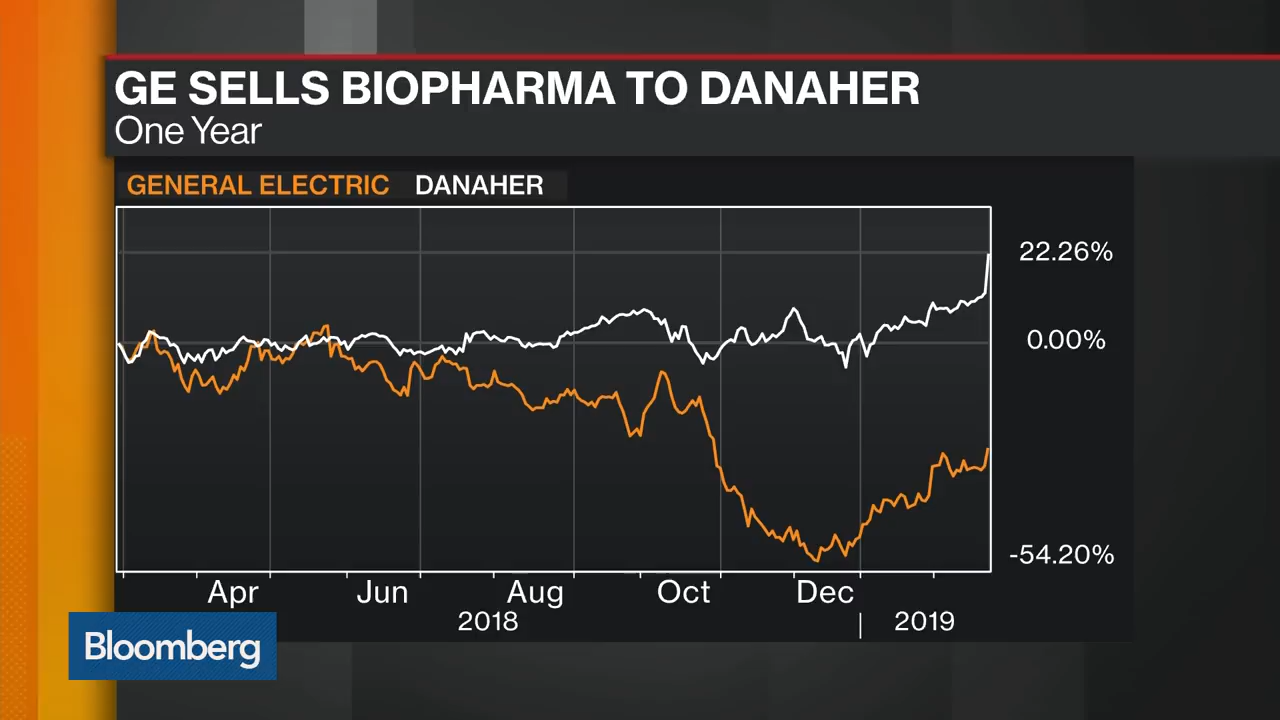 GE SELLS BIOPHARMA TO DANAHER
One Year
GENERAL ELECTRIC DANAHER
22.26%
0.00%
-54.20%
Apr Jun Aug Oct Dec
2018 2019
Bloomberg